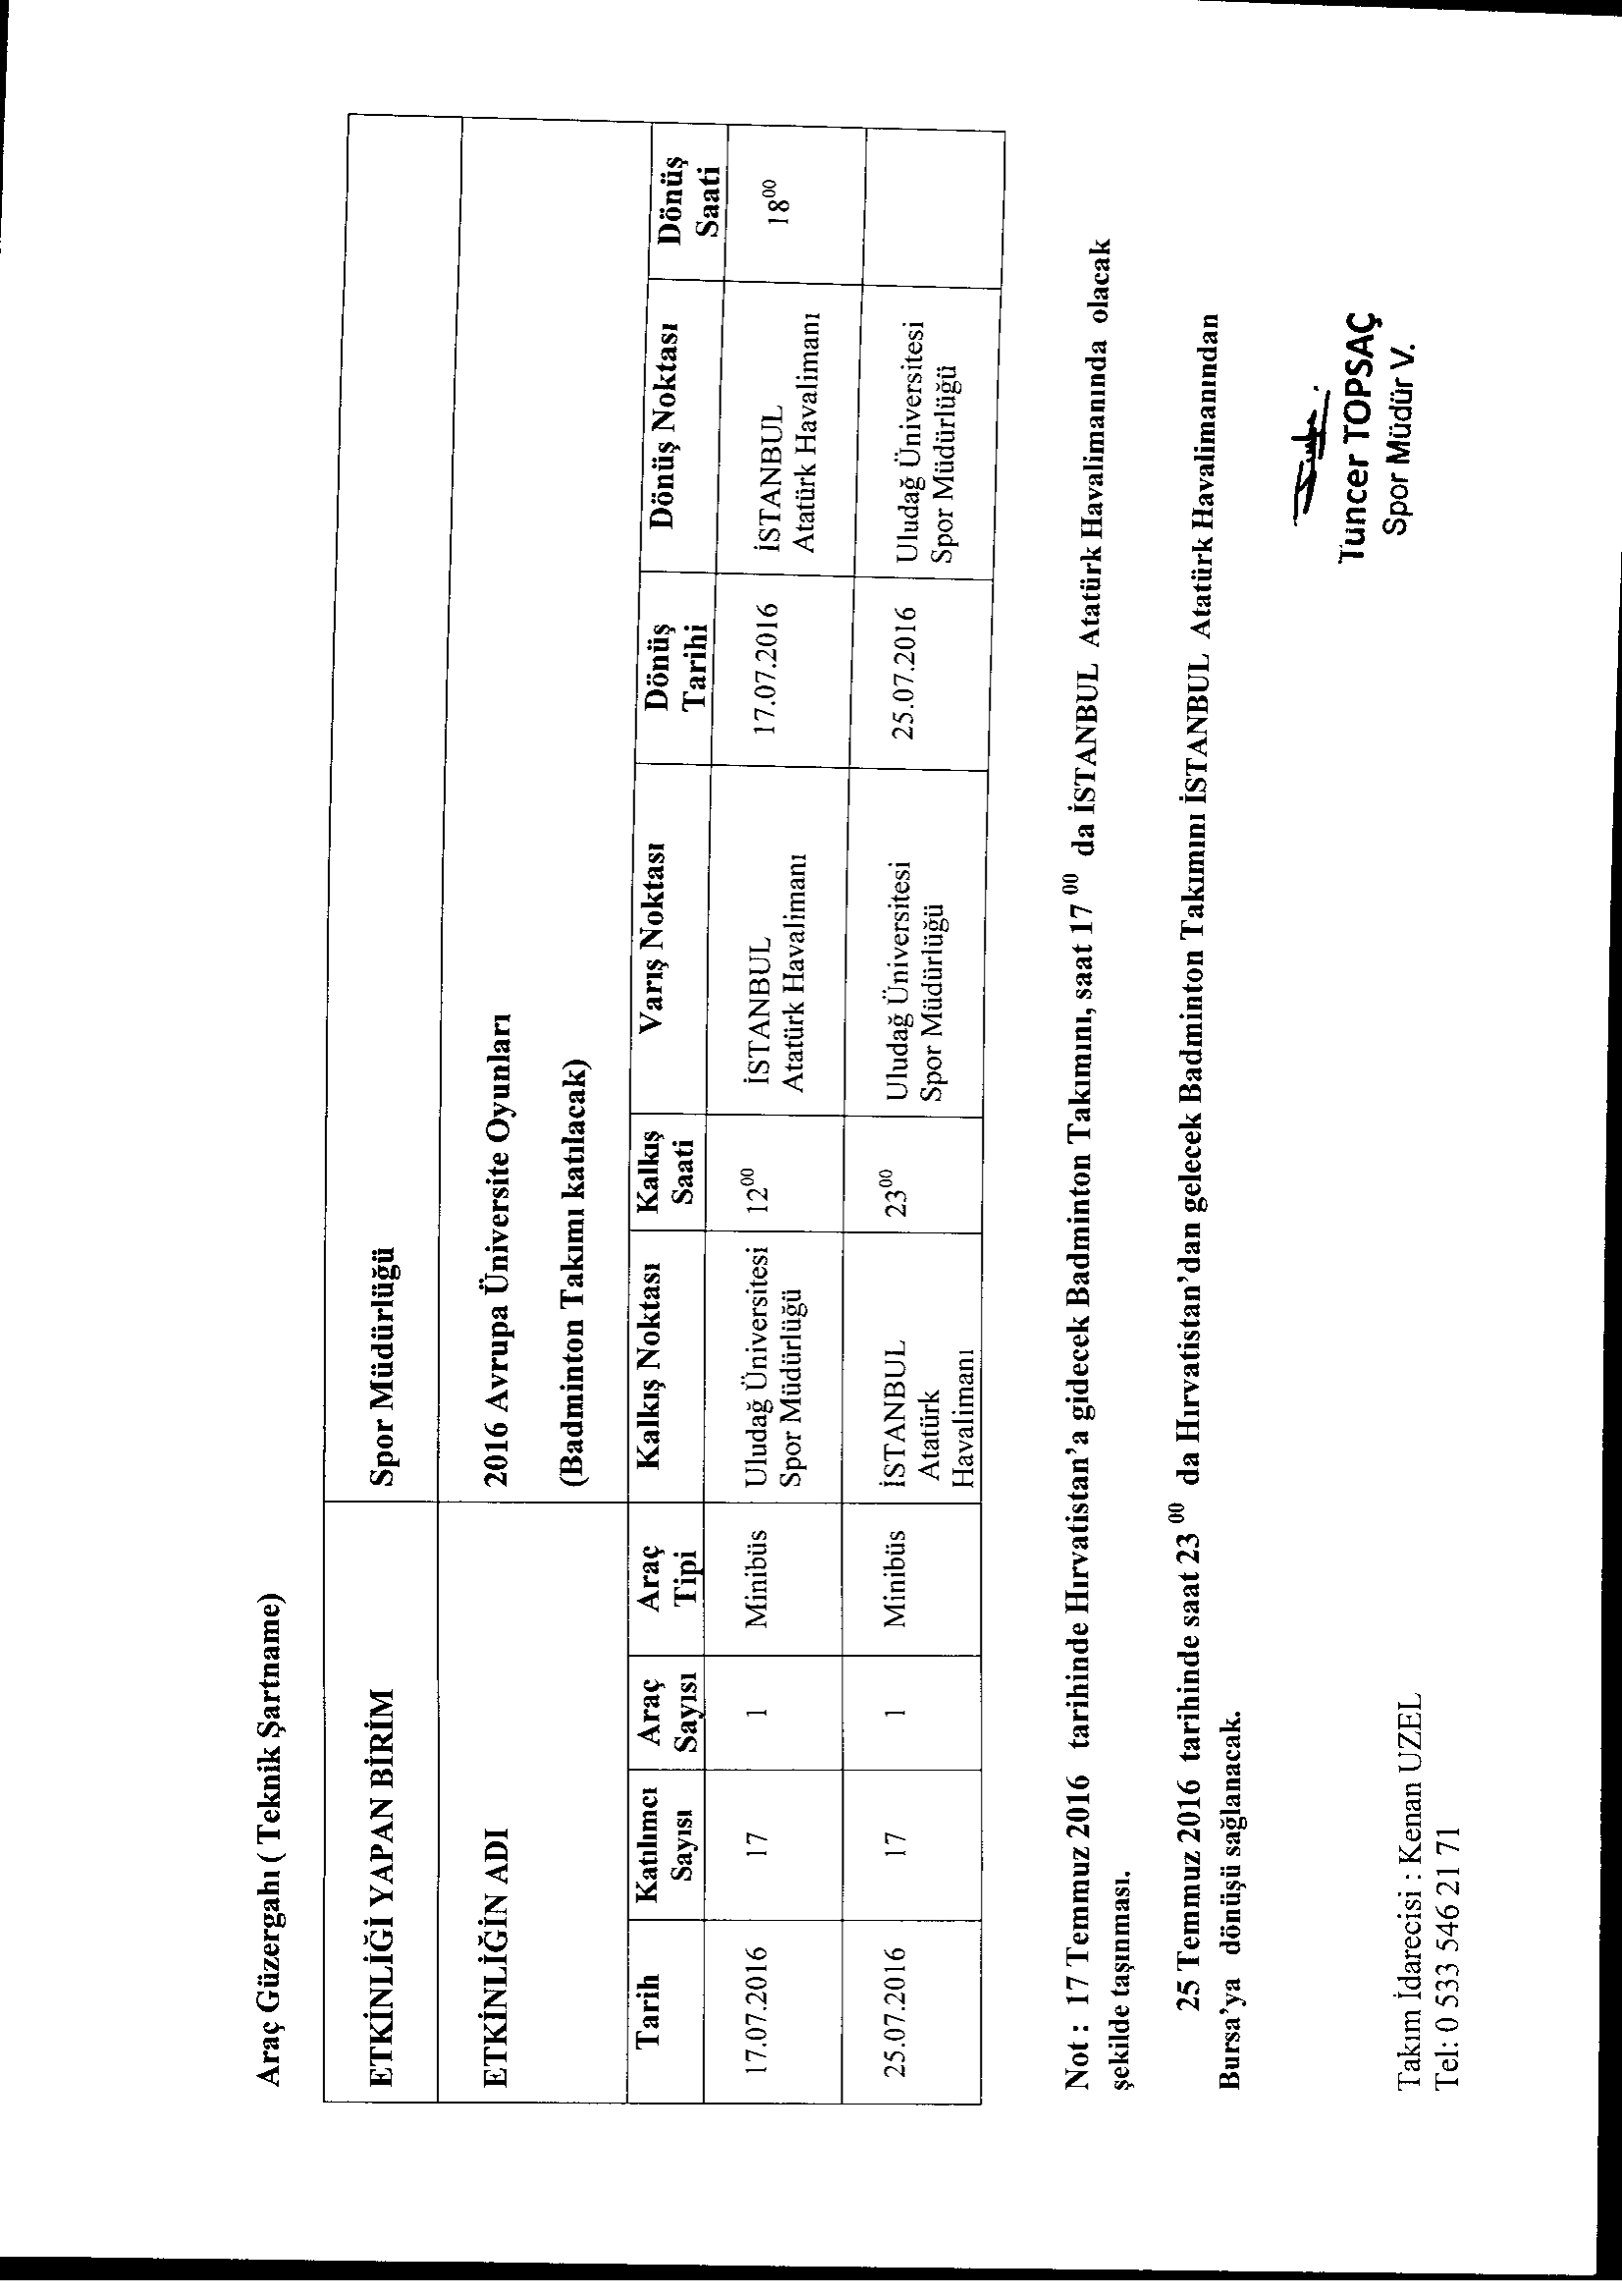 Araç Güzergahı ( Teknik Şartname)
ETKİNLİĞİ YAPAN BİRİM
Spor Müdürlüğü
ETKİNLİĞİN ADI
2016 Avrupa Üniversite Oyunları
(Badminton Takımı katılacak)
Tarih
Katılımcı
Sayısı
Araç
Sayısı
Araç
Tipi
Kalkış Noktası
Kalkış
Saati
Varış Noktası
Dönüş
Tarihi
Dönüş Noktası
Dönüş
Saati
17.07.2016
17
1
Minibüs
Uludağ Üniversitesi
Spor Müdürlüğü
12⁰⁰
İSTANBUL
Atatürk Havalimanı
17.07.2016
İSTANBUL
Atatürk Havalimanı
18⁰⁰
25.07.2016
17
1
Minibüs
İSTANBUL
Atatürk
Havalimanı
23⁰⁰
Uludağ Üniversitesi
Spor Müdürlüğü
25.07.2016
Uludağ Üniversitesi
Spor Müdürlüğü
Not : 17 Temmuz 2016 tarihinde Hırvatistan'a gidecek Badminton Takımını, saat 17 ⁰⁰ da İSTANBUL Atatürk Havalimanında olacak
şekilde taşınması.
25 Temmuz 2016 tarihinde saat 23 ⁰⁰ da Hırvatistan'dan gelecek Badminton Takımını İSTANBUL Atatürk Havalimanından
Bursa'ya dönüşü sağlanacak.
Tuncer TOPSAÇ
Spor Müdür V.
Takım İdarecisi : Kenan UZEL
Tel: 0 533 546 21 71